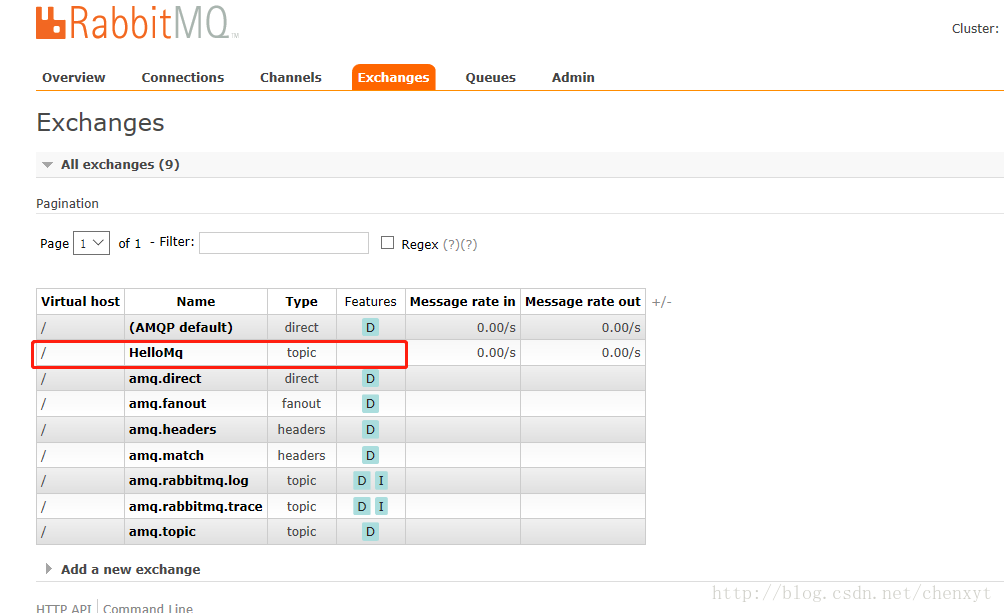 RabbitMQ TM
Cluster:
Overview Connections Channels Exchanges Queues Admin
Exchanges
All exchanges (9)
Pagination
Page 1 of 1 - Filter: Regex (?)(?)
Virtual host Name Type Features Message rate in Message rate out +/-
/ (AMQP default) direct D 0.00/s 0.00/s
/ HelloMq topic 0.00/s 0.00/s
/ amq.direct direct D
/ amq.fanout fanout D
/ amq.headers headers D
/ amq.match headers D
/ amq.rabbitmq.log topic D I
/ amq.rabbitmq.trace topic D I
/ amq.topic topic D
Add a new exchange
http://blog.csdn.net/chenxyt
HTTP API Command Line